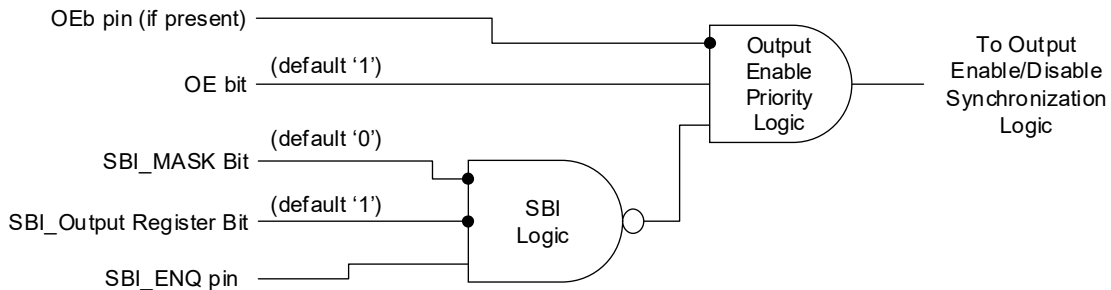 OEb pin (if present)
OE bit
(default ‘1’)
SBI_MASK Bit
(default ‘0’)
SBI_Output Register Bit
(default ‘1’)
SBI_ENQ pin
SBI
Logic
Output
Enable
Priority
Logic
To Output
Enable/Disable
Synchronization
Logic